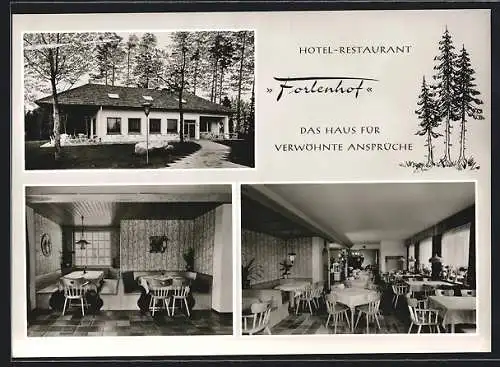 HOTEL-RESTAURANT
»Forlenhof«
DAS HAUS FÜR
VERWÖHNTE ANSPRÜCHE